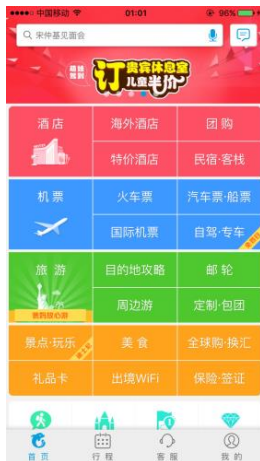 中国移动 01:01 96%
宋仲基见面会
订 贵宾休息室
儿童半价
酒店 海外酒店 团购
特价酒店 民宿·客栈
机票 火车票 汽车票·船票
国际机票 自驾·专车
旅游 目的地攻略 邮轮
周边游 定制·包团
景点·玩乐 美食 全球购·换汇
礼品卡 出境WiFi 保险·签证
首页 行程 客服 我的